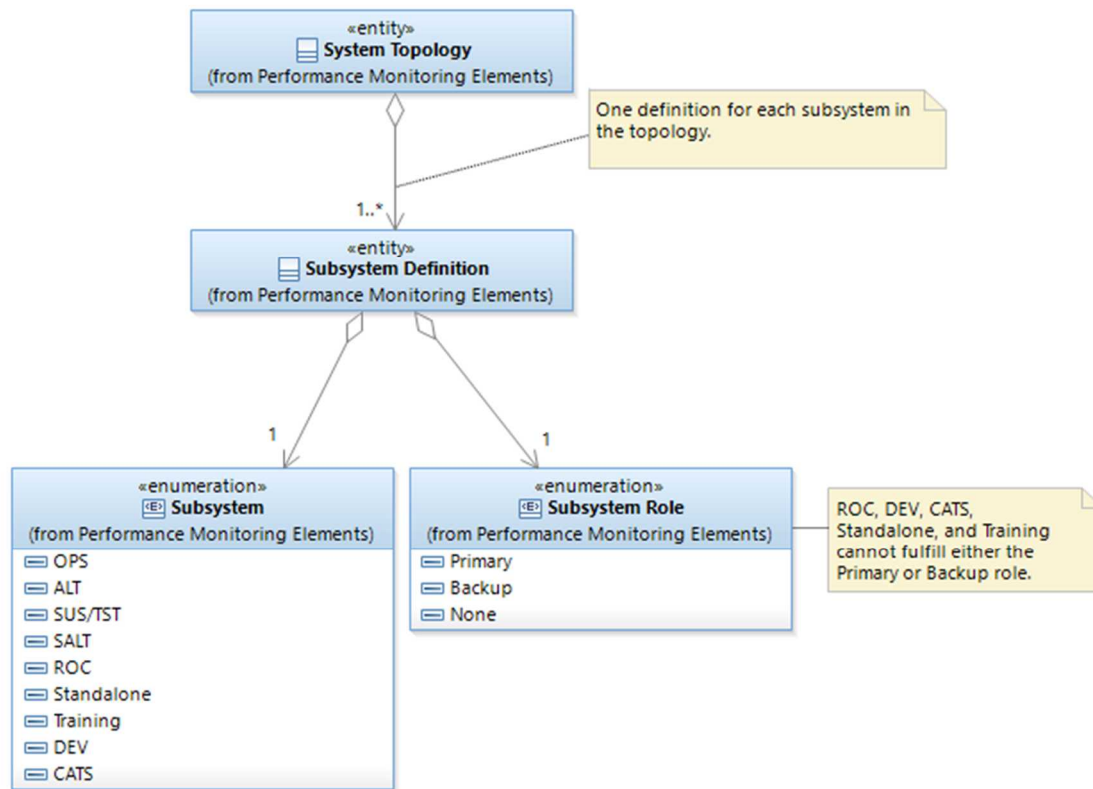 «entity»
System Topology
(from Performance Monitoring Elements)
One definition for each subsystem in
the topology.
1..*
«entity»
Subsystem Definition
(from Performance Monitoring Elements)
1
1
«enumeration»
<E> Subsystem
(from Performance Monitoring Elements)
OPS
ALT
SUS/TST
SALT
ROC
Standalone
Training
DEV
CATS
«enumeration»
<E> Subsystem Role
(from Performance Monitoring Elements)
Primary
Backup
None
ROC, DEV, CATS,
Standalone, and Training
cannot fulfill either the
Primary or Backup role.